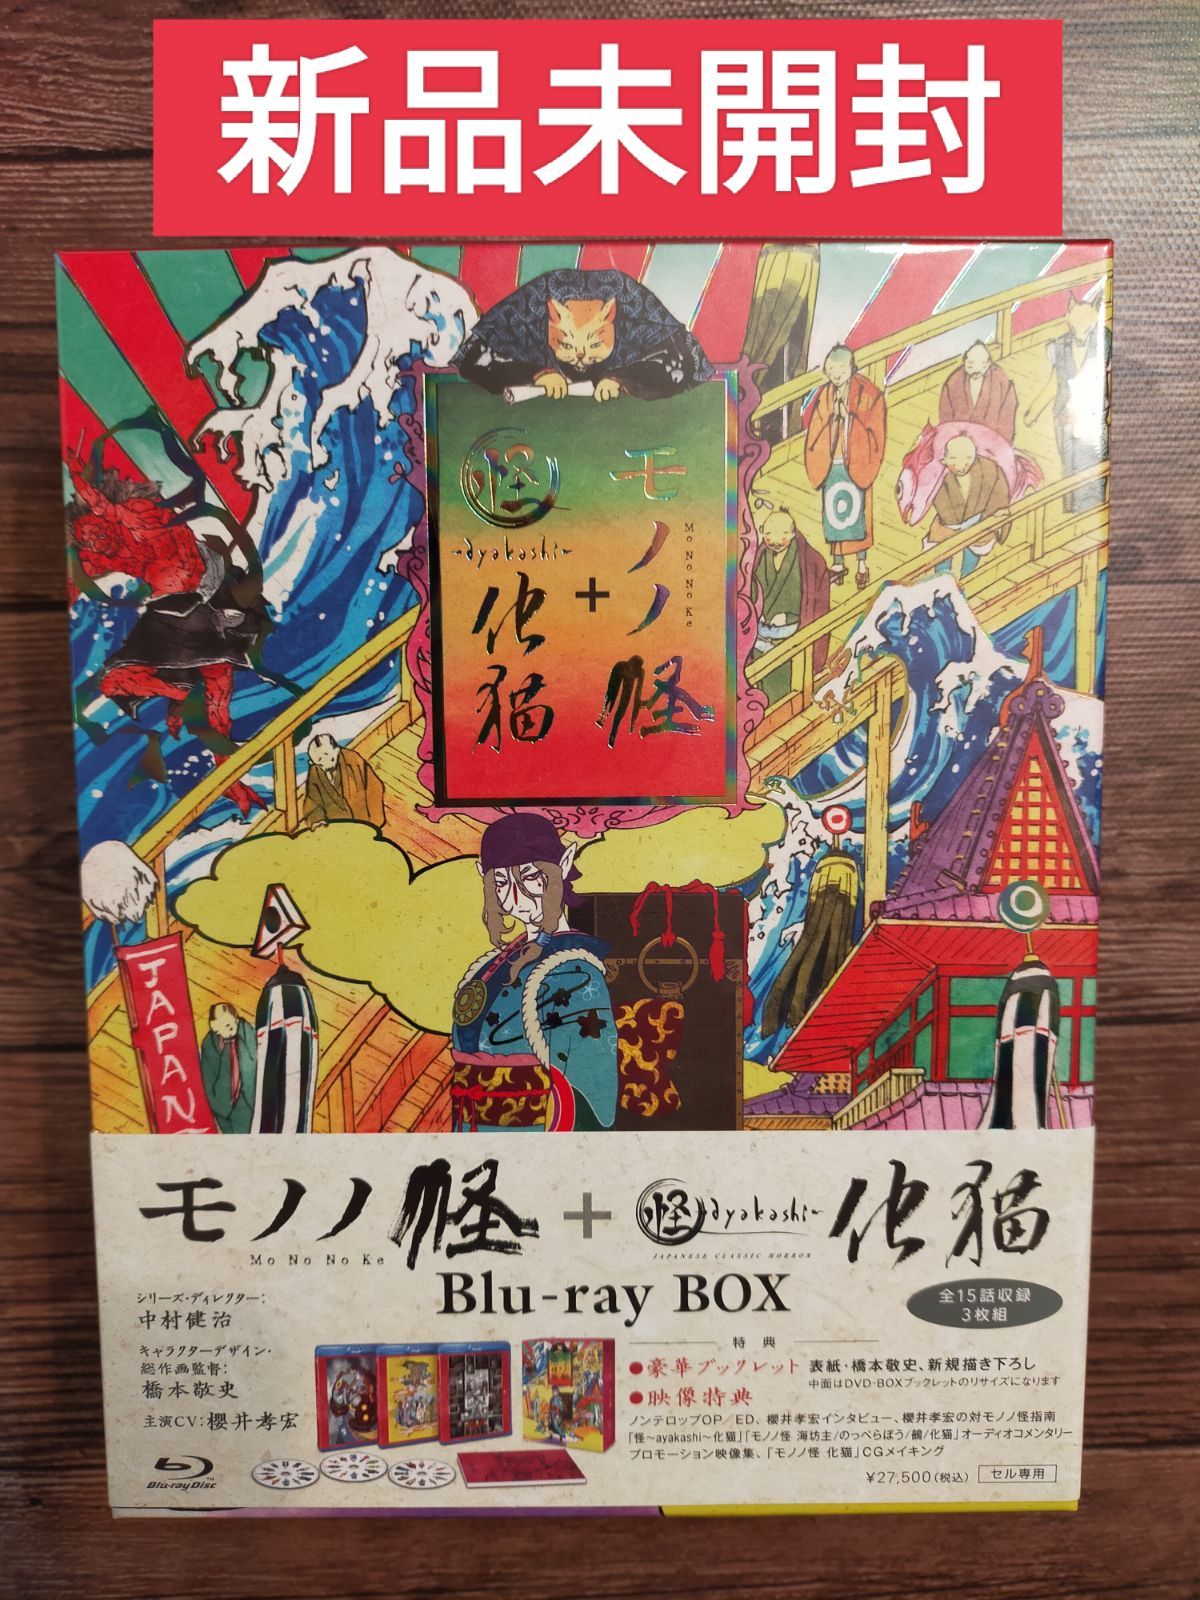 新品未開封
モノノ怪
Mo No No Ke
+
怪
~ayakashi~
化猫
JAPAN
モノノ怪 + 怪 ~ayakashi~ 化猫
Mo No No Ke
JAPANESE CLASSIC HORROR
Blu-ray BOX
全15話収録
3枚組
シリーズ・ディレクター:
中村健治
キャラクターデザイン・
総作画監督:
橋本敬史
主演CV:櫻井孝宏
Blu-ray Disc™
特典
●豪華ブックレット 表紙・橋本敬史、新規描き下ろし
中面はDVD-BOXブックレットのリサイズになります
●映像特典
ノンテロップOP/ED、櫻井孝宏インタビュー、櫻井孝宏の対モノノ怪指南
「怪~ayakashi~化猫」「モノノ怪 海坊主/のっぺらぼう/鵺/化猫」オーディオコメンタリー
プロモーション映像集、「モノノ怪 化猫」CGメイキング
¥27,500(税込) セル専用